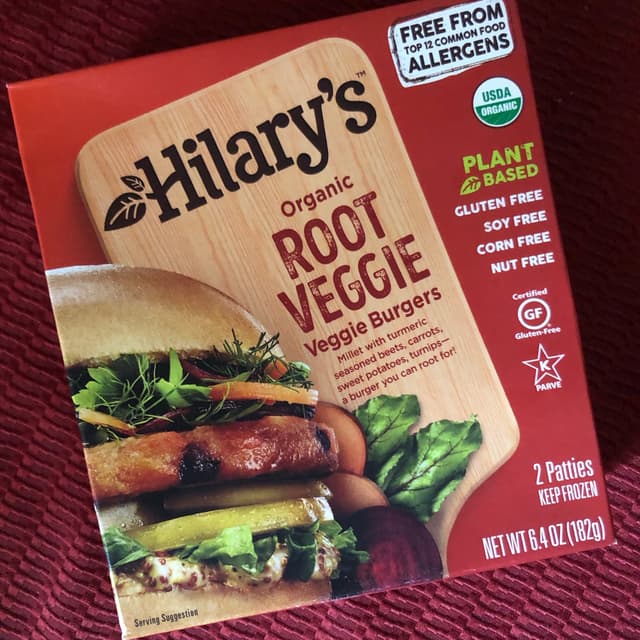 FREE FROM
TOP 12 COMMON FOOD
ALLERGENS
USDA
ORGANIC
Hilary's™
Organic
ROOT
VEGGIE
Veggie Burgers
Millet with turmeric
seasoned beets, carrots,
sweet potatoes, turnips—
a burger you can root for!
PLANT
BASED
GLUTEN FREE
SOY FREE
CORN FREE
NUT FREE
Certified
GF
Gluten-Free
K
PARVE
2 Patties
KEEP FROZEN
NET WT 6.4 OZ (182g)
Serving Suggestion